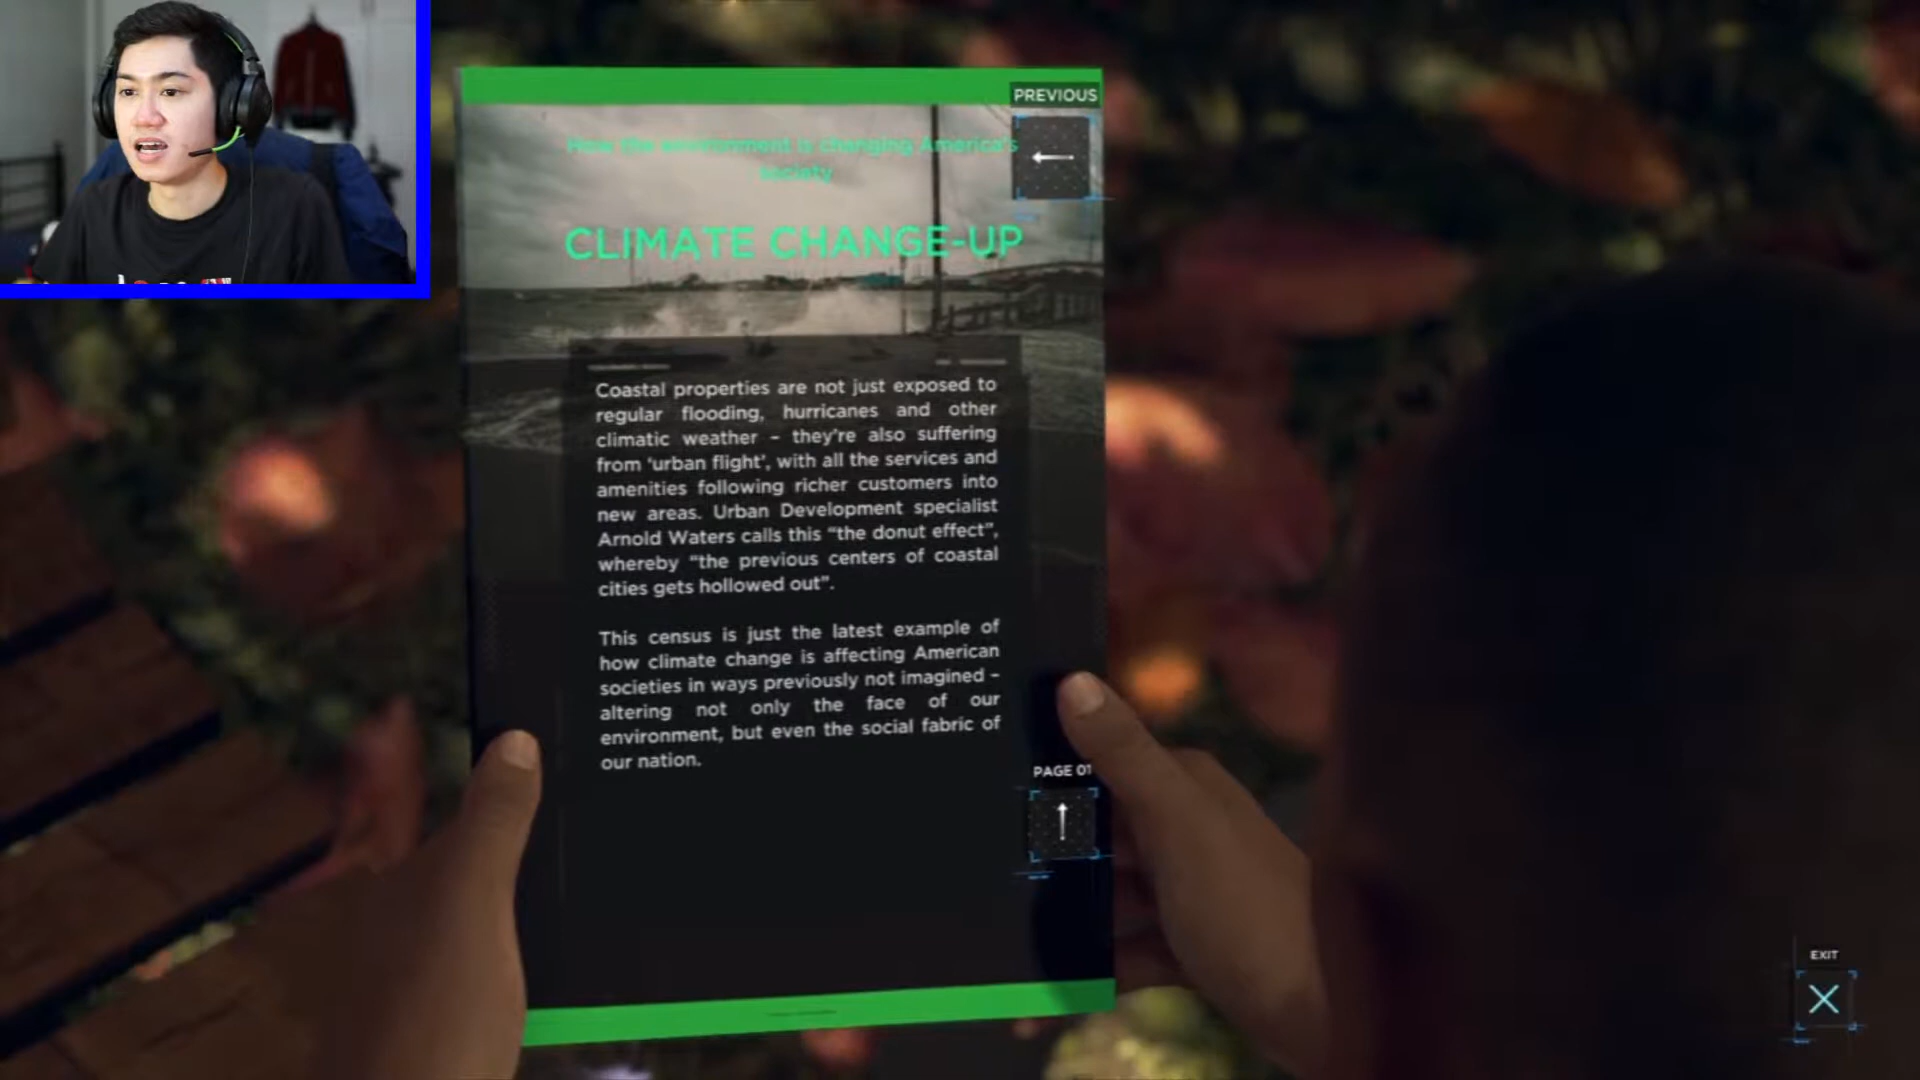 PREVIOUS
How the environment is changing America's
society
CLIMATE CHANGE-UP
Coastal properties are not just exposed to
regular flooding, hurricanes and other
climatic weather – they're also suffering
from 'urban flight', with all the services and
amenities following richer customers into
new areas. Urban Development specialist
Arnold Waters calls this "the donut effect",
whereby "the previous centers of coastal
cities gets hollowed out".
This census is just the latest example of
how climate change is affecting American
societies in ways previously not imagined –
altering not only the face of our
environment, but even the social fabric of
our nation.
PAGE 01
EXIT